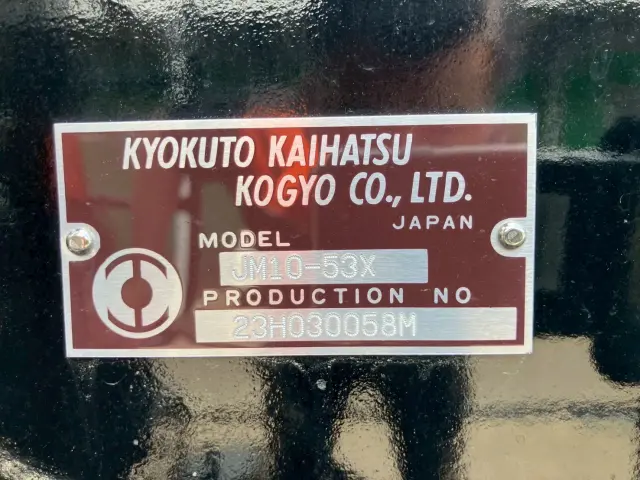 KYOKUTO KAIHATSU
KOGYO CO., LTD.
JAPAN
MODEL
JM10-53X
PRODUCTION NO
23H030058M